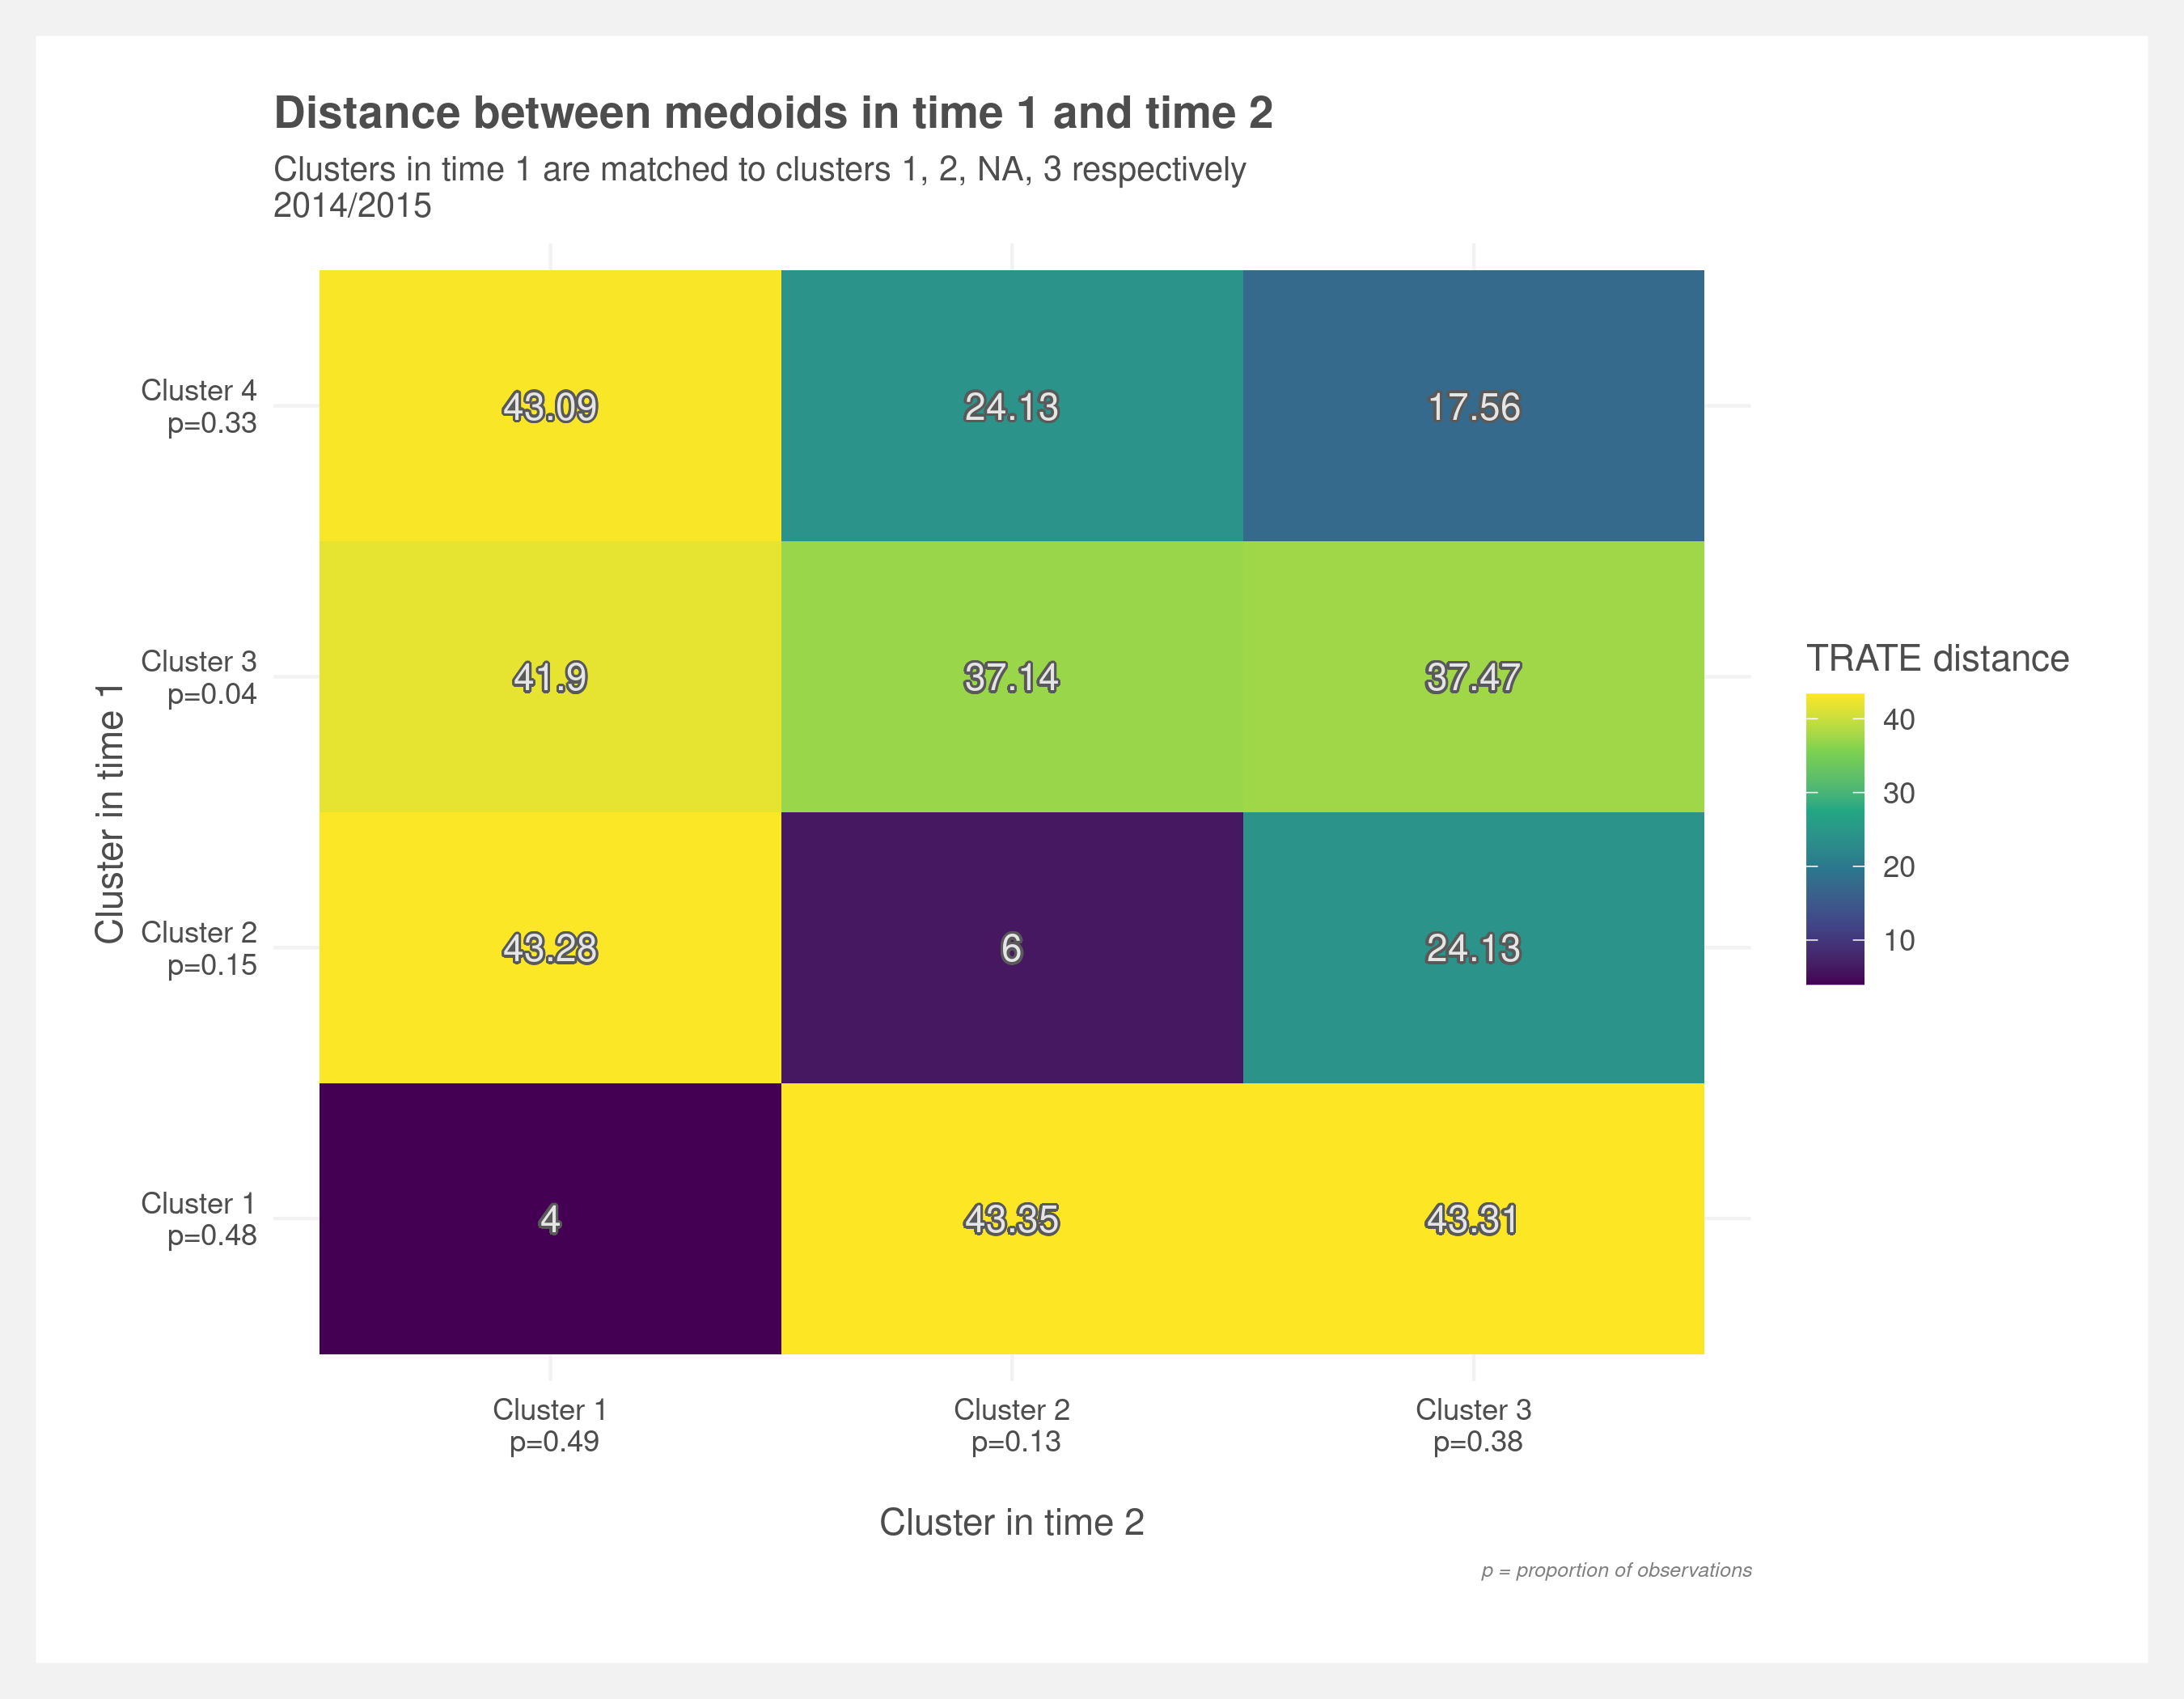 Distance between medoids in time 1 and time 2
Clusters in time 1 are matched to clusters 1, 2, NA, 3 respectively
2014/2015
Cluster in time 1
Cluster 4
p=0.33
43.09
24.13
17.56
Cluster 3
p=0.04
41.9
37.14
37.47
Cluster 2
p=0.15
43.28
6
24.13
Cluster 1
p=0.48
4
43.35
43.31
Cluster 1
p=0.49
Cluster 2
p=0.13
Cluster 3
p=0.38
Cluster in time 2
TRATE distance
40
30
20
10
p = proportion of observations